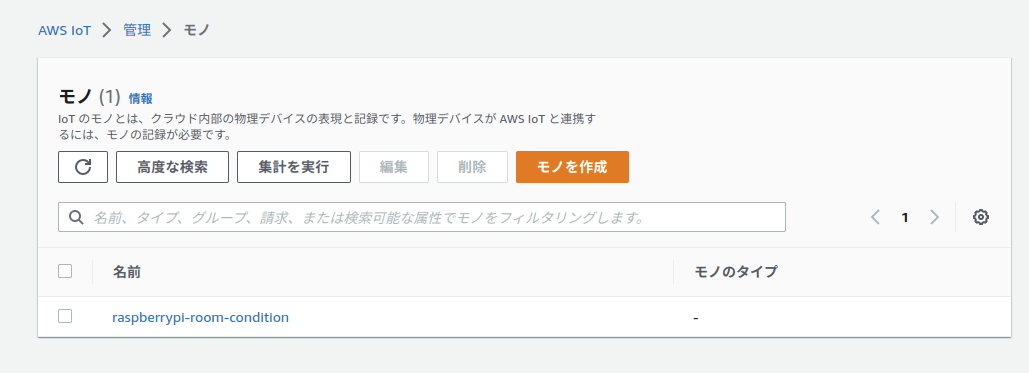 AWS IoT 管理 モノ
モノ (1) 情報
IoT のモノとは、クラウド内部の物理デバイスの表現と記録です。物理デバイスが AWS IoT と連携す
るには、モノの記録が必要です。
高度な検索 集計を実行 編集 削除 モノを作成
名前、タイプ、グループ、請求、または検索可能な属性でモノをフィルタリングします。 1
名前 モノのタイプ
raspberrypi-room-condition -